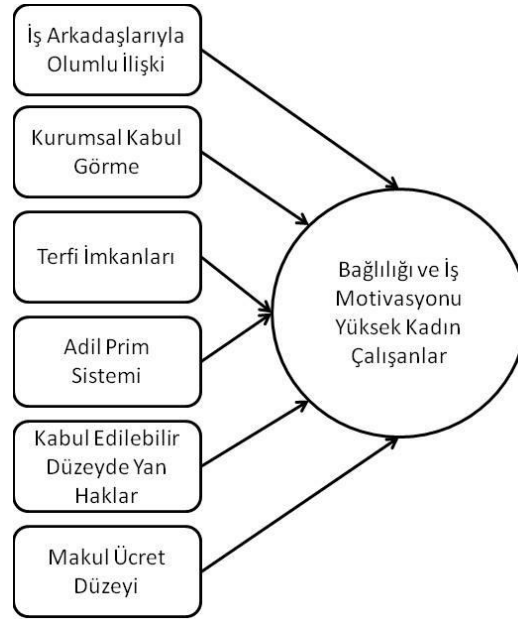 İş Arkadaşlarıyla
Olumlu İlişki
Kurumsal Kabul
Görme
Terfi İmkanları
Adil Prim
Sistemi
Kabul Edilebilir
Düzeyde Yan
Haklar
Makul Ücret
Düzeyi
Bağlılığı ve İş
Motivasyonu
Yüksek Kadın
Çalışanlar